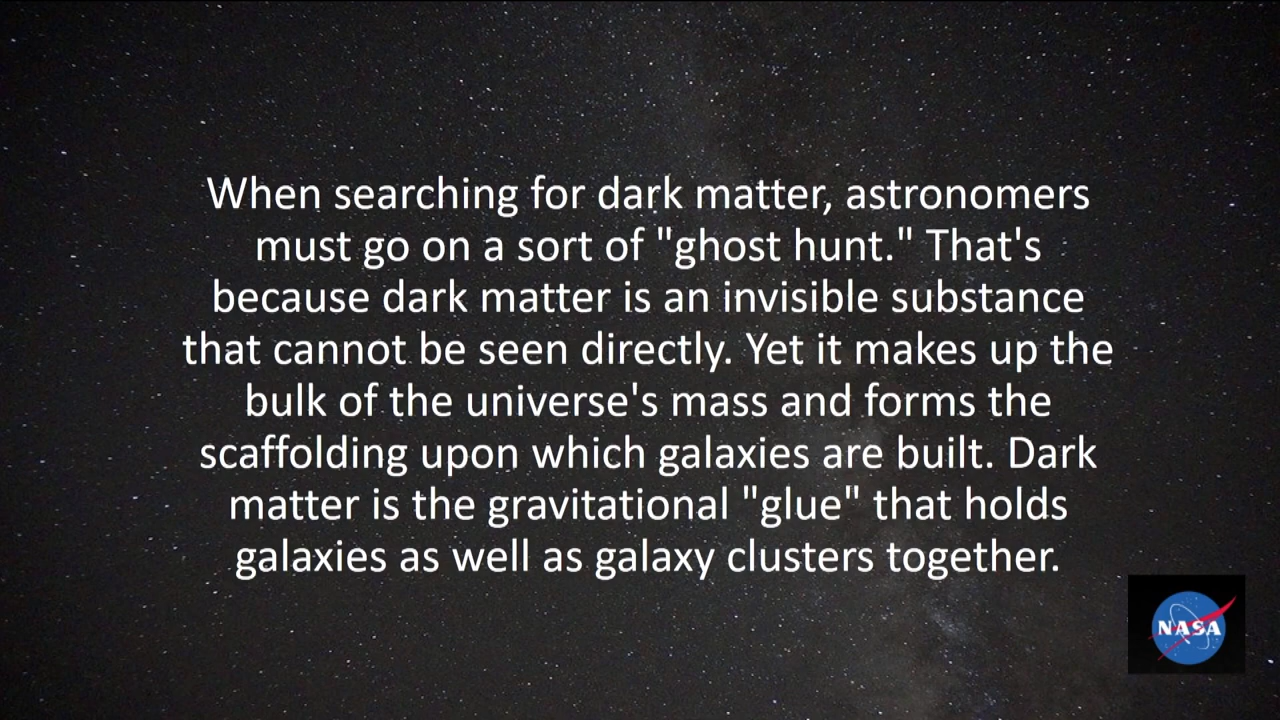 When searching for dark matter, astronomers
must go on a sort of "ghost hunt." That's
because dark matter is an invisible substance
that cannot be seen directly. Yet it makes up the
bulk of the universe's mass and forms the
scaffolding upon which galaxies are built. Dark
matter is the gravitational "glue" that holds
galaxies as well as galaxy clusters together.
NASA